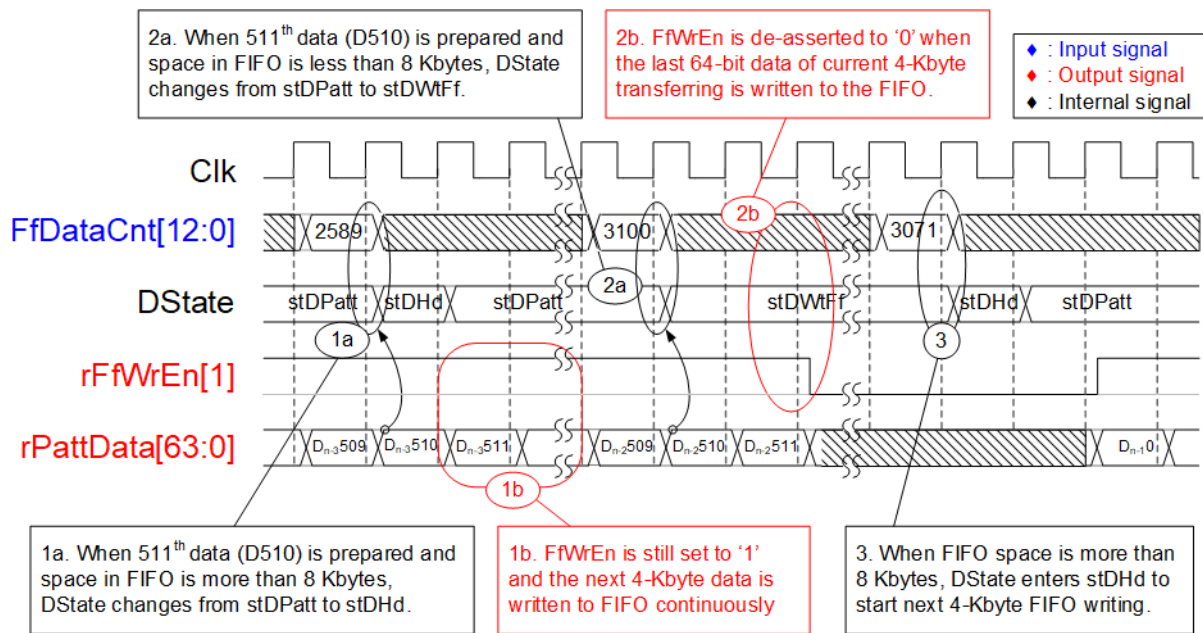 2a. When 511th data (D510) is prepared and
space in FIFO is less than 8 Kbytes, DState
changes from stDPatt to stDWtFf.
2b. FfWrEn is de-asserted to ‘0’ when
the last 64-bit data of current 4-Kbyte
transferring is written to the FIFO.
♦ : Input signal
♦ : Output signal
♦ : Internal signal
Clk
2b
FfDataCnt[12:0]
2589
3100
3071
2a
DState
stDPatt
stDHd
stDPatt
stDWtFf
stDHd
stDPatt
1a
3
rFfWrEn[1]
rPattData[63:0]
Dn-3509
Dn-3510
Dn-3511
Dn-2509
Dn-2510
Dn-2511
Dn-10
1b
1a. When 511th data (D510) is prepared and
space in FIFO is more than 8 Kbytes,
DState changes from stDPatt to stDHd.
1b. FfWrEn is still set to ‘1’
and the next 4-Kbyte data is
written to FIFO continuously
3. When FIFO space is more than
8 Kbytes, DState enters stDHd to
start next 4-Kbyte FIFO writing.